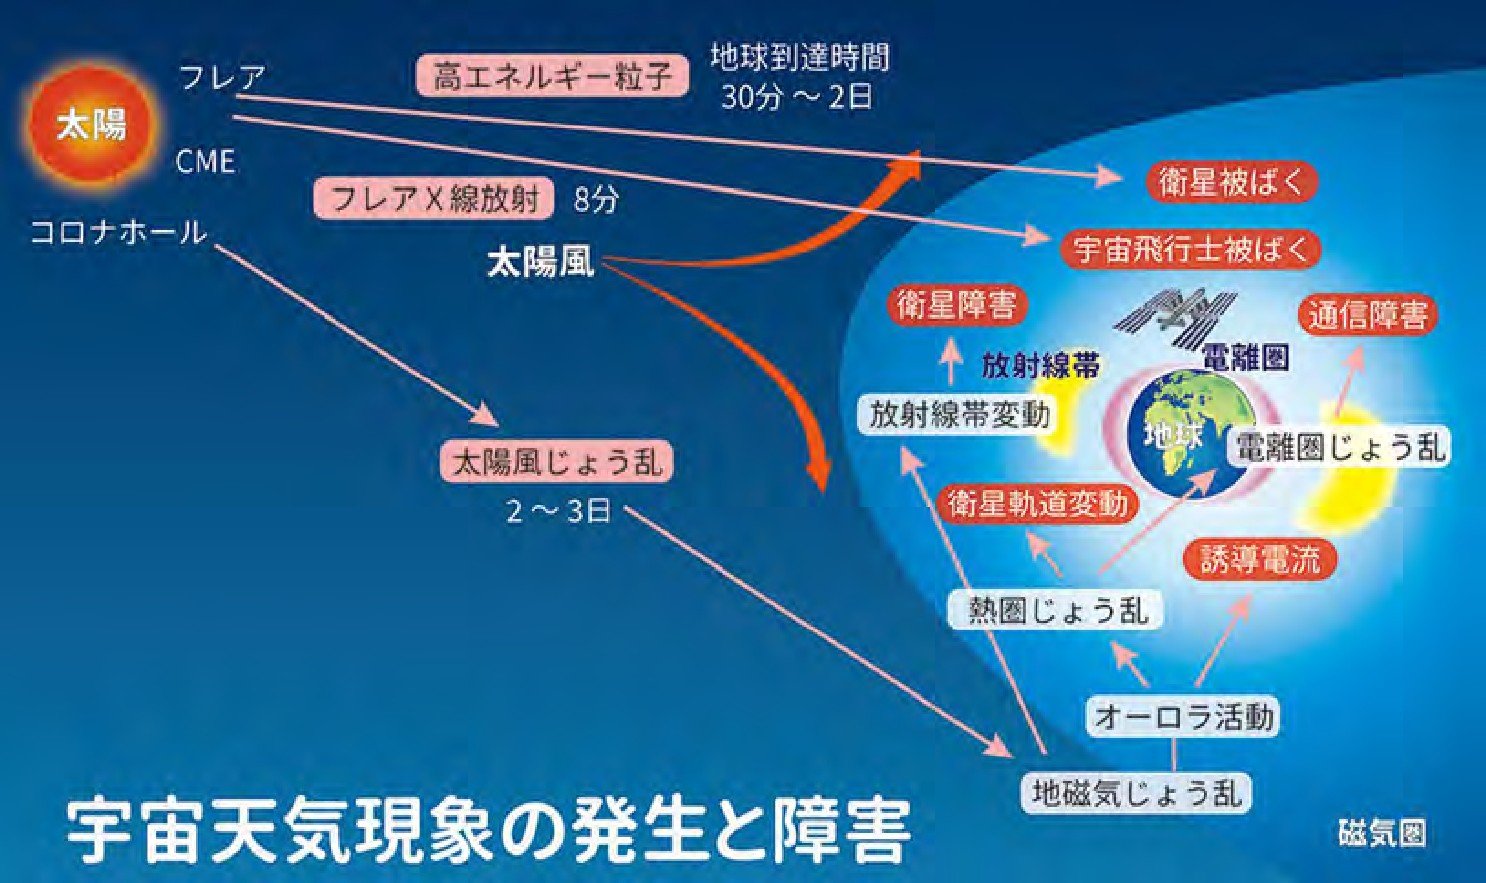 フレア
高エネルギー粒子
地球到達時間
30分 ～ 2日
太陽
CME
フレアX線放射
8分
衛星被ばく
コロナホール
太陽風
宇宙飛行士被ばく
衛星障害
通信障害
放射線帯
電離圏
放射線帯変動
地球
電離圏じょう乱
太陽風じょう乱
2 ～ 3日
衛星軌道変動
誘導電流
熱圏じょう乱
オーロラ活動
地磁気じょう乱
宇宙天気現象の発生と障害
磁気圏